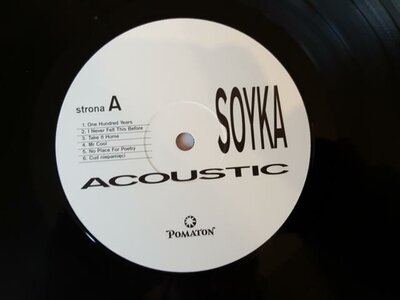 strona A
1. One Hundred Years
2. I Never Felt This Before
3. Take It Home
4. Mr Cool
5. No Place For Poetry
6. Cud niepamięci
SOYKA
ACOUSTIC
"POMATON"